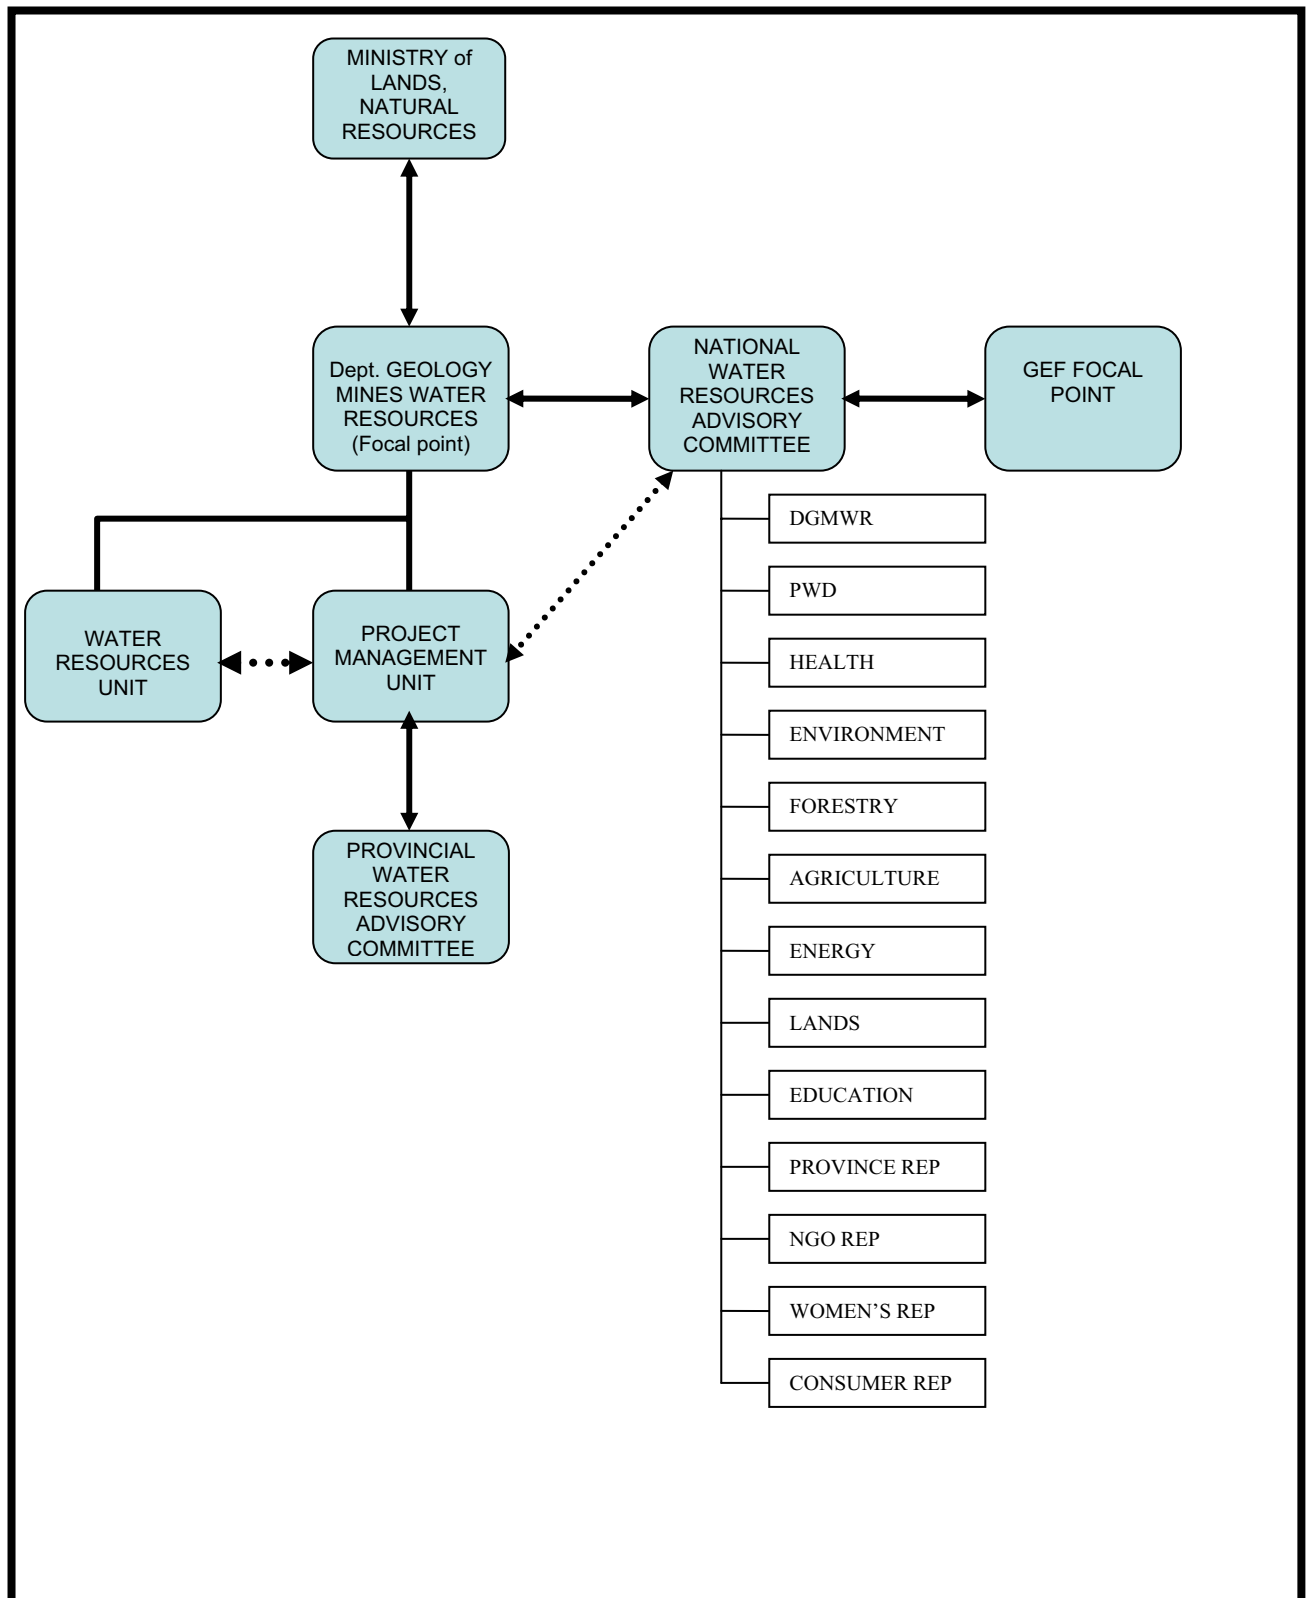 MINISTRY of
LANDS,
NATURAL
RESOURCES
Dept. GEOLOGY
MINES WATER
RESOURCES
(Focal point)
NATIONAL
WATER
RESOURCES
ADVISORY
COMMITTEE
GEF FOCAL
POINT
DGMWR
PWD
HEALTH
ENVIRONMENT
FORESTRY
AGRICULTURE
ENERGY
LANDS
EDUCATION
PROVINCE REP
NGO REP
WOMEN’S REP
CONSUMER REP
WATER
RESOURCES
UNIT
PROJECT
MANAGEMENT
UNIT
PROVINCIAL
WATER
RESOURCES
ADVISORY
COMMITTEE